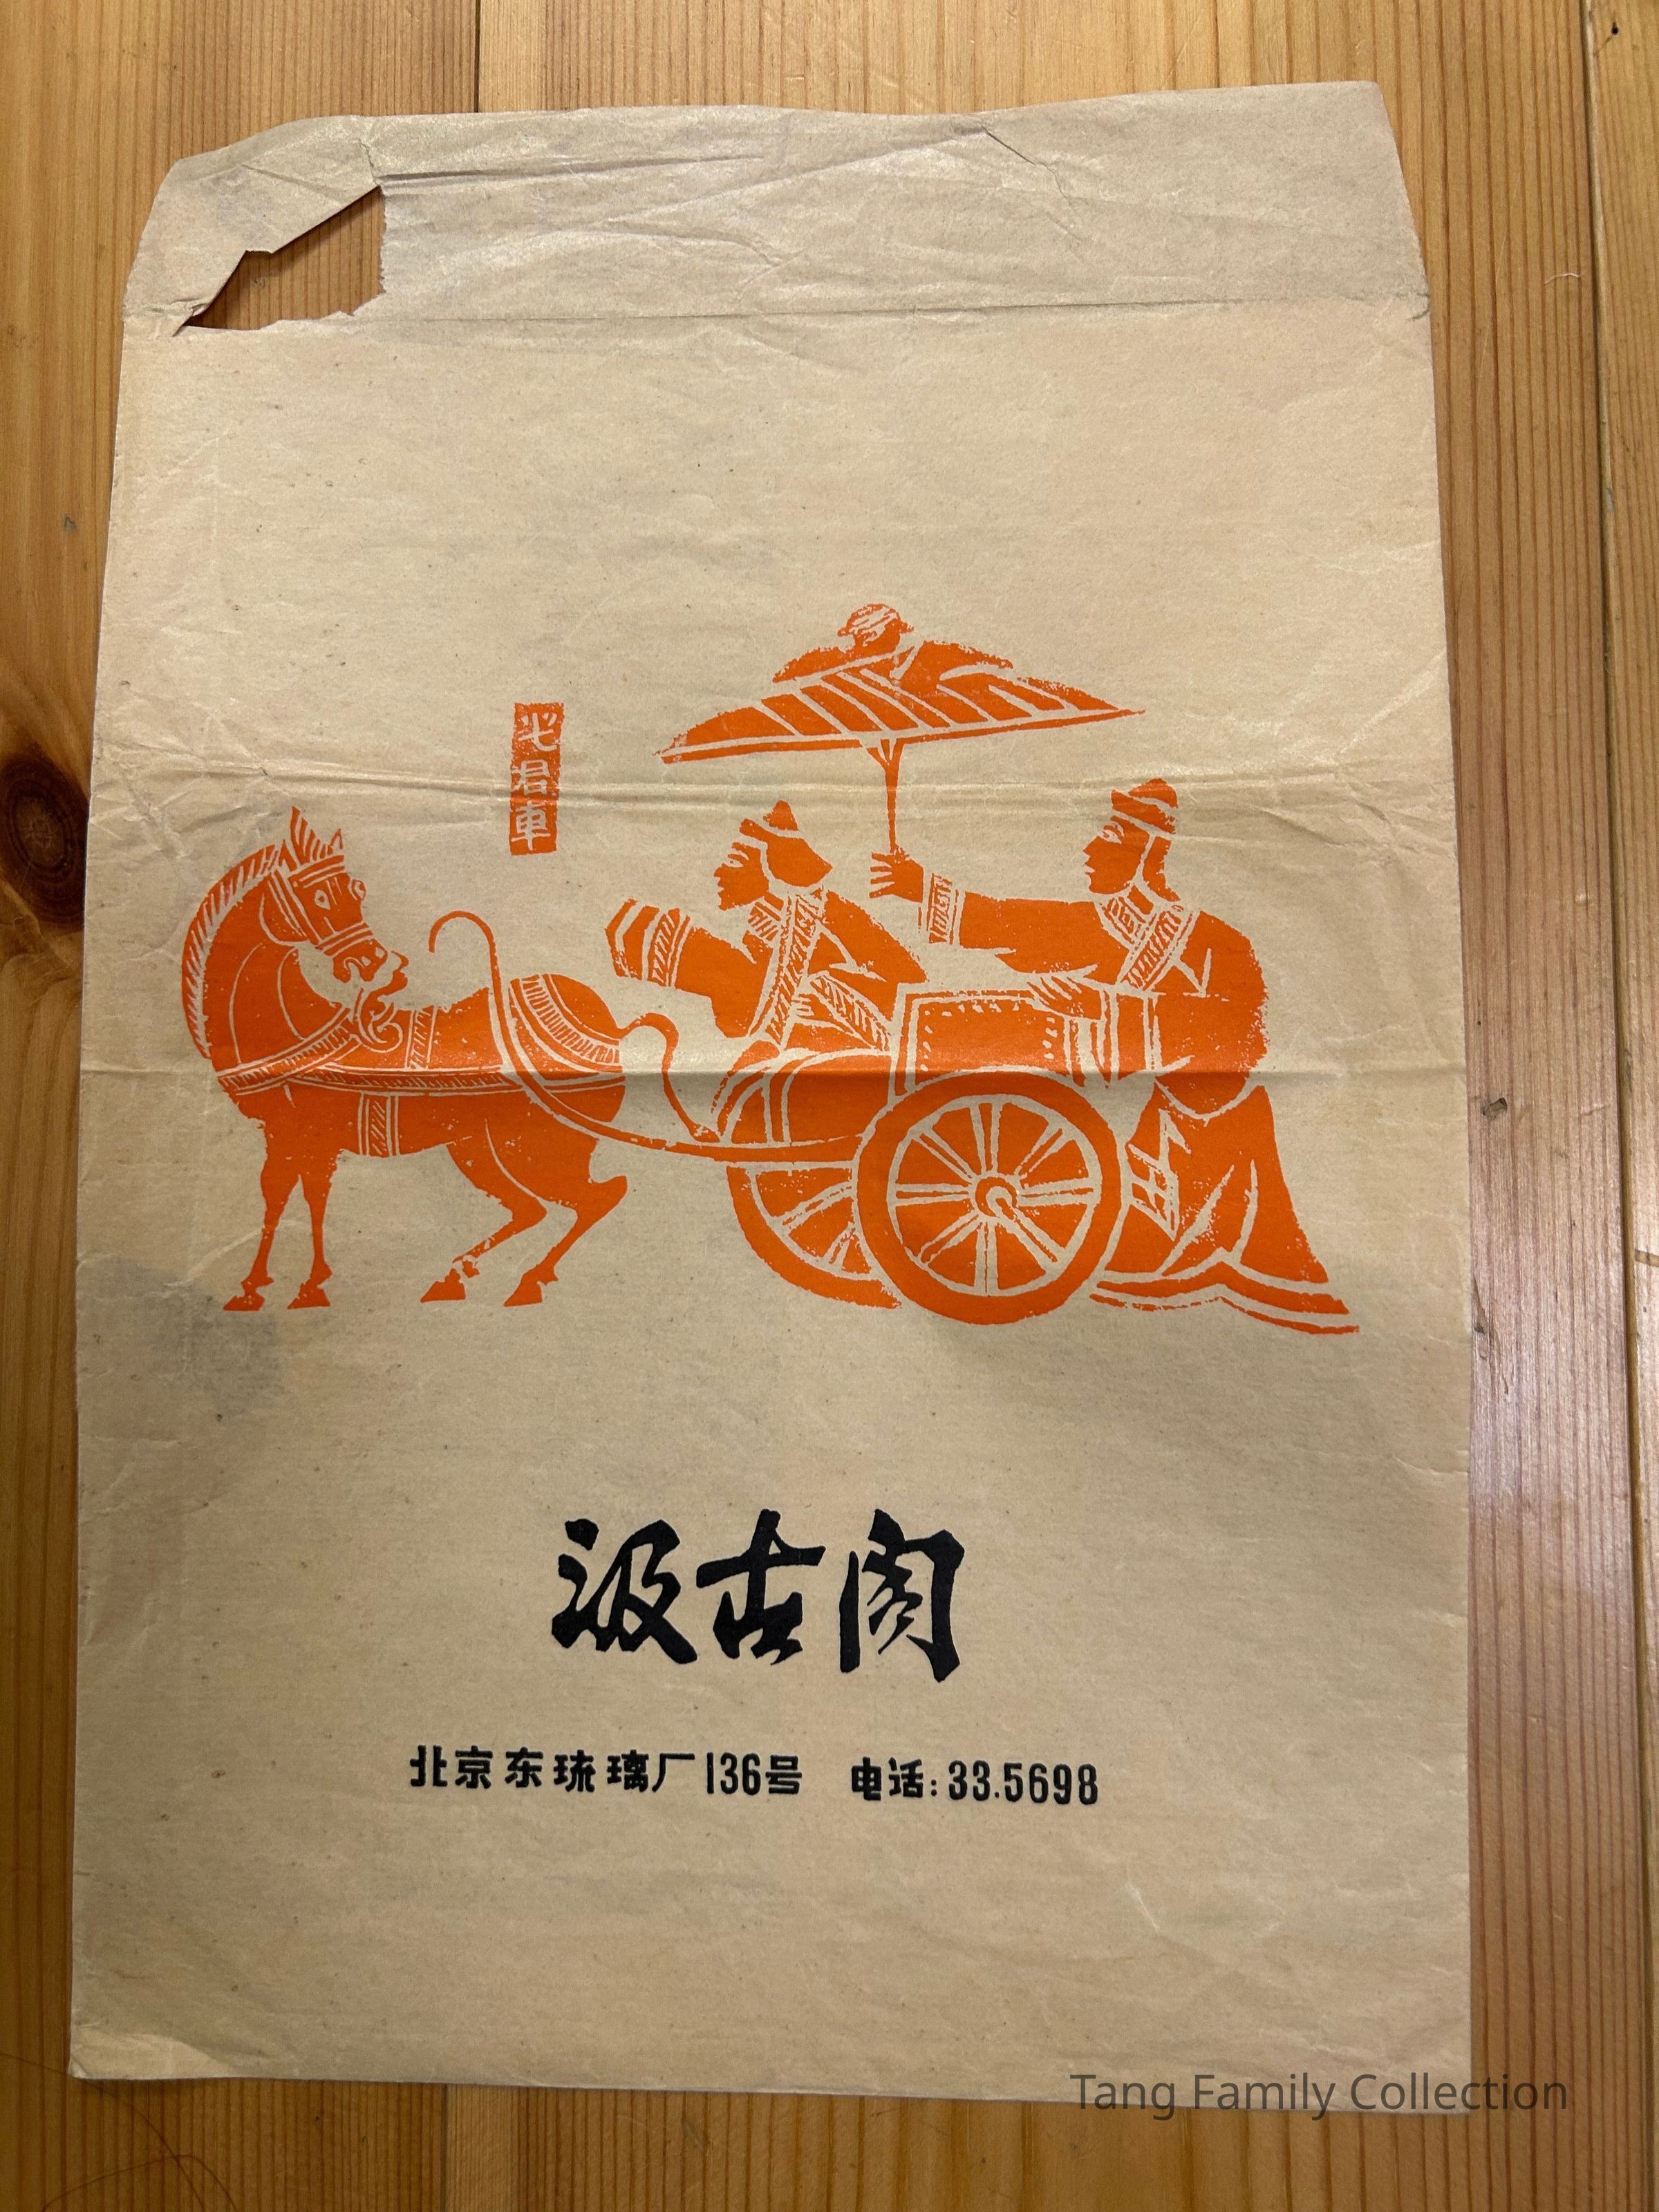 君車
汲古阁
北京东琉璃厂136号 电话:33.5698
Tang Family Collection